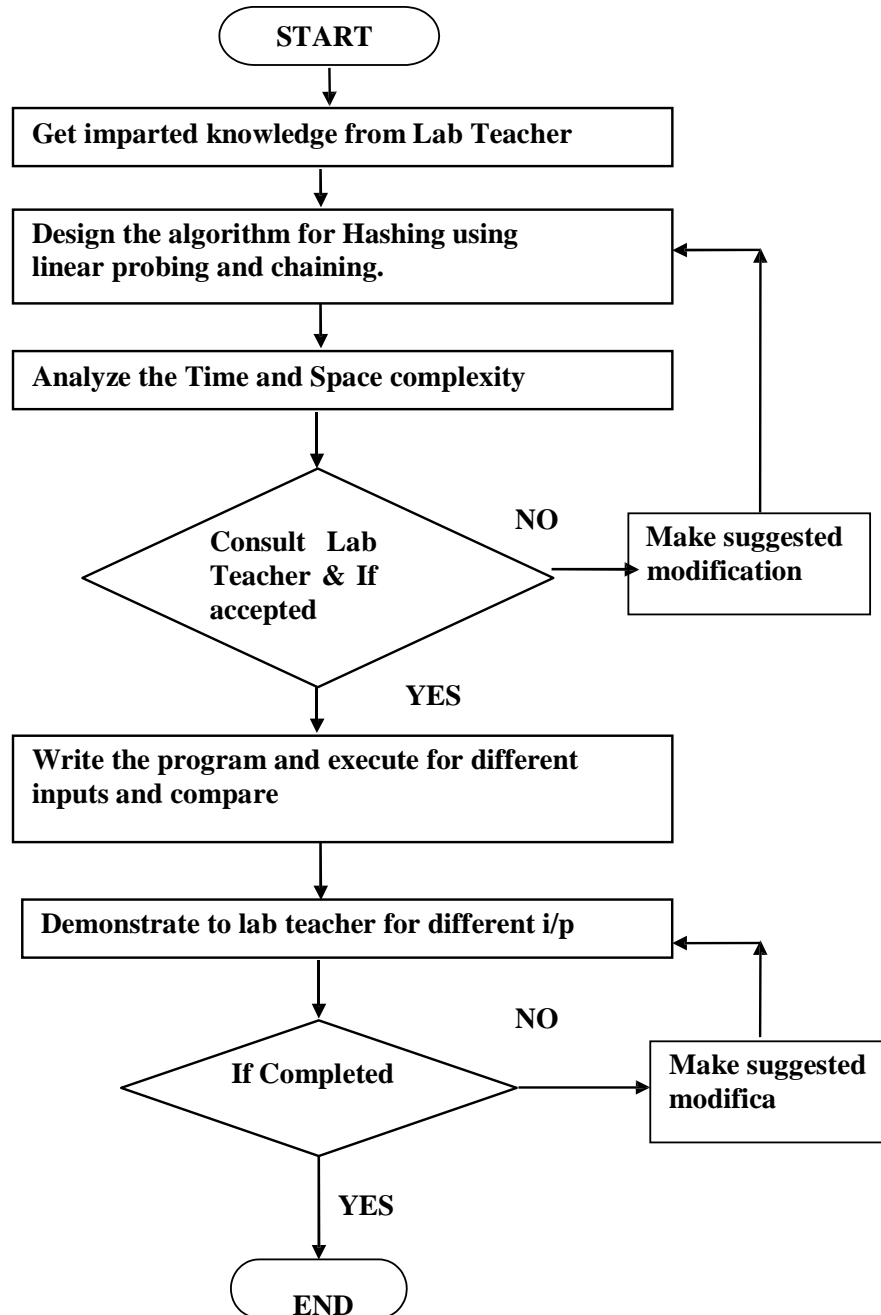 START
Get imparted knowledge from Lab Teacher
Design the algorithm for Hashing using
linear probing and chaining.
Analyze the Time and Space complexity
NO
Consult Lab
Teacher & If
accepted
Make suggested
modification
YES
Write the program and execute for different
inputs and compare
Demonstrate to lab teacher for different i/p
NO
If Completed
Make suggested
modifica
YES
END